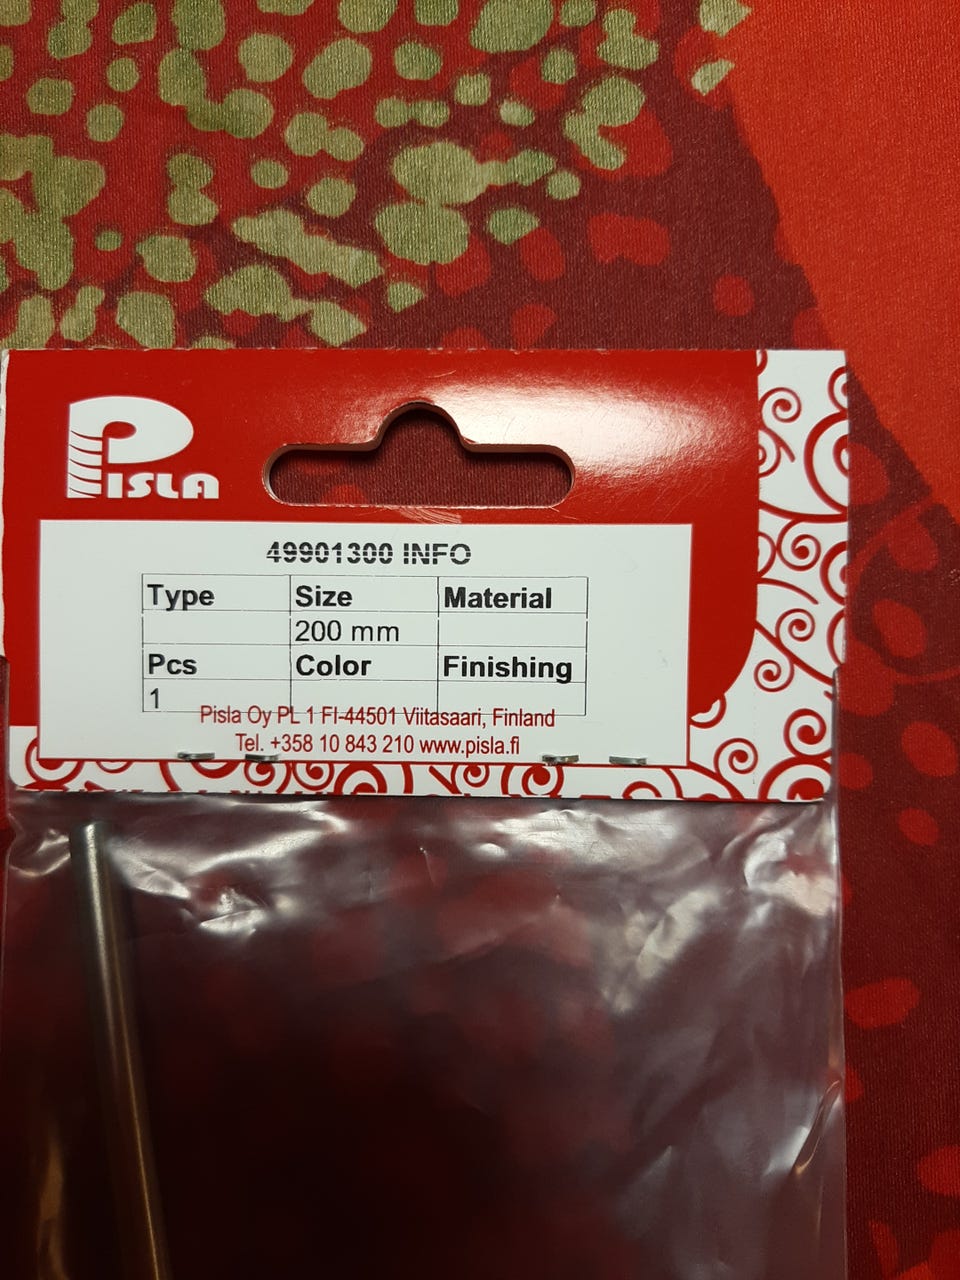 PISLA
49901300 INFO
Type Size Material
200 mm
Pcs Color Finishing
1
Pisla Oy PL 1 FI-44501 Viitasaari, Finland
Tel. +358 10 843 210 www.pisla.fi